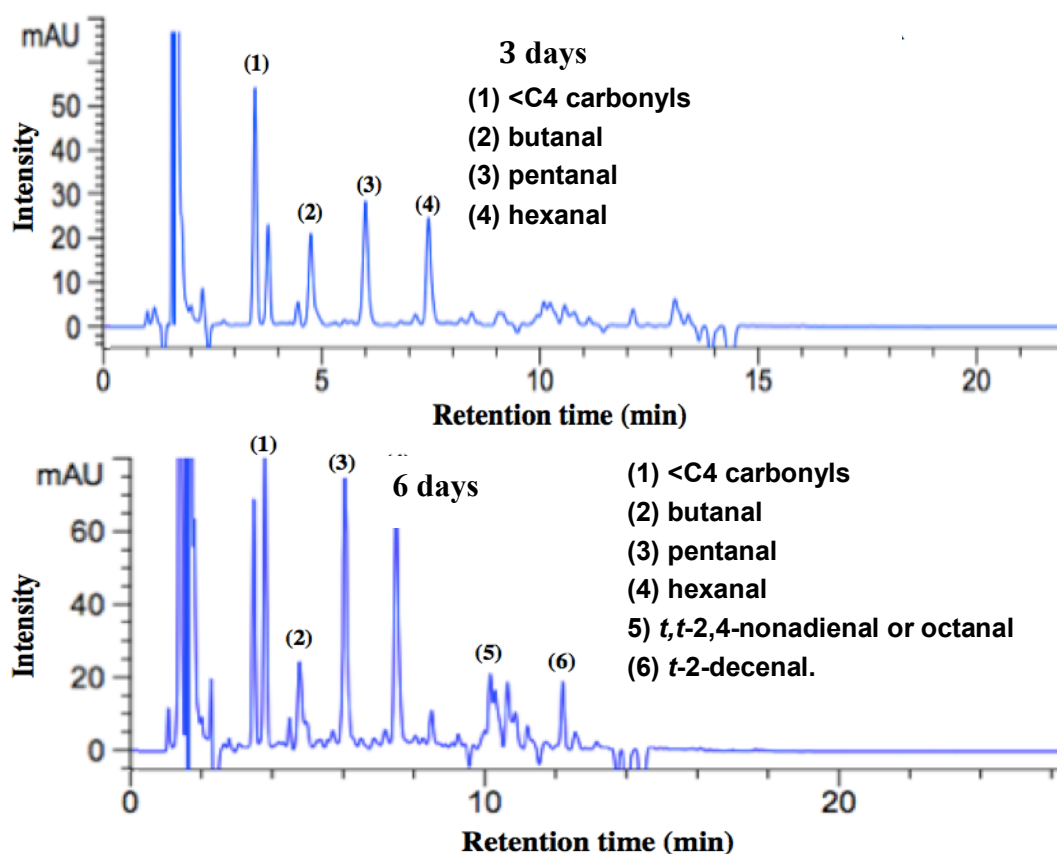 mAU
3 days
(1)
(1) <C4 carbonyls
(2) butanal
(3) pentanal
(4) hexanal
(2)
(3)
(4)
Intensity
50
40
30
20
10
0
0 5 10 15 20
Retention time (min)
mAU
6 days
(1)
(3)
(1) <C4 carbonyls
(2) butanal
(3) pentanal
(4) hexanal
5) t,t-2,4-nonadienal or octanal
(6) t-2-decenal.
(2)
(5)
(6)
Intensity
60
40
20
0
0 10 20
Retention time (min)